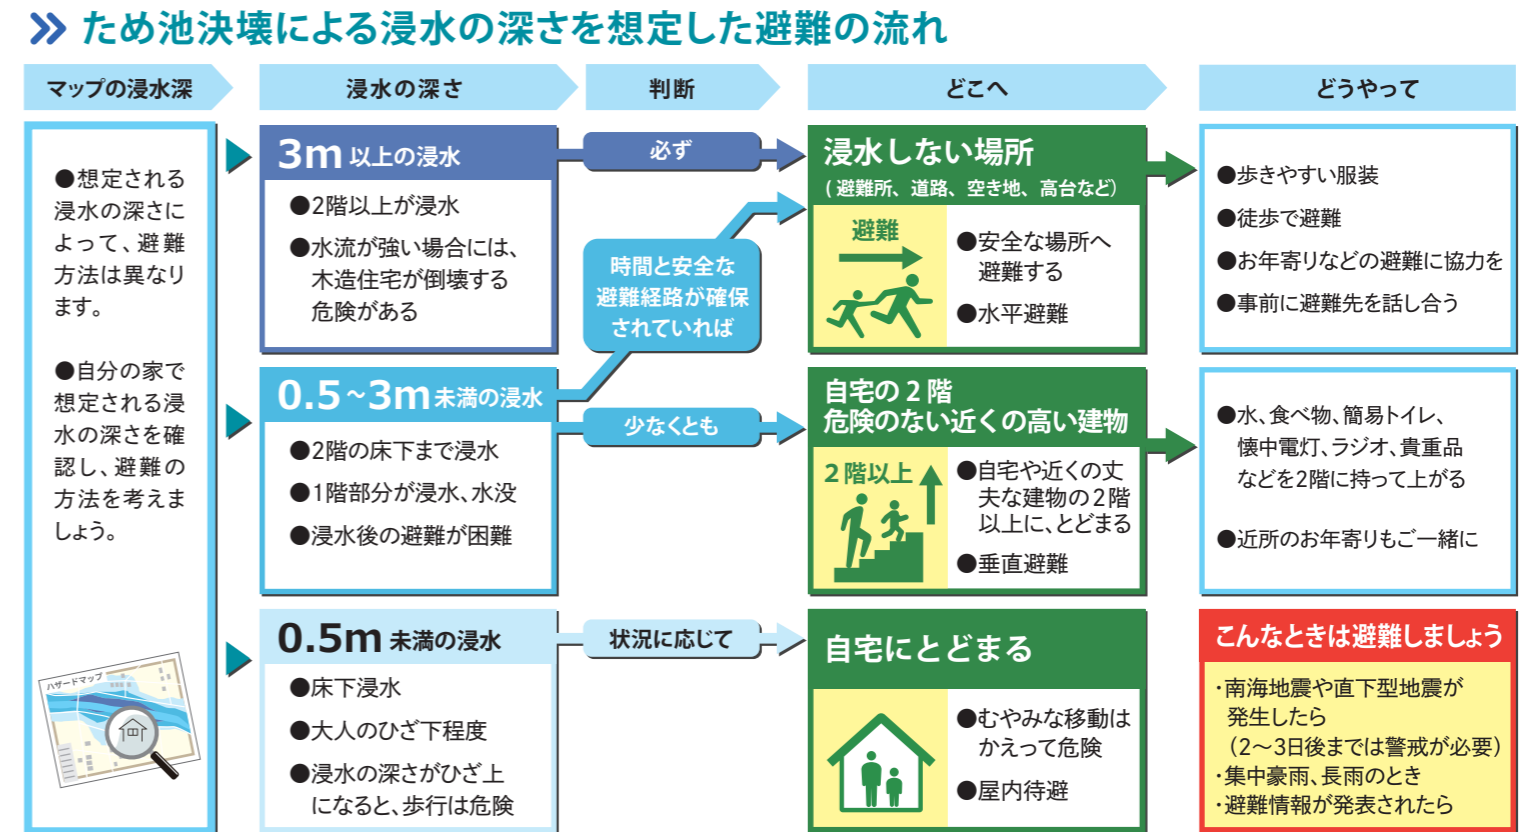 ため池決壊による浸水の深さを想定した避難の流れ
マップの浸水深
浸水の深さ
判断
どこへ
どうやって
●想定される
浸水の深さに
よって、避難
方法は異なり
ます。
●自分の家で
想定される浸
水の深さを確
認し、避難の
方法を考えま
しょう。
ハザードマップ
3m 以上の浸水
●2階以上が浸水
●水流が強い場合には、
木造住宅が倒壊する
危険がある
必ず
浸水しない場所
(避難所、道路、空き地、高台など)
避難
●安全な場所へ
避難する
●水平避難
●歩きやすい服装
●徒歩で避難
●お年寄りなどの避難に協力を
●事前に避難先を話し合う
0.5~3m 未満の浸水
●2階の床下まで浸水
●1階部分が浸水、水没
●浸水後の避難が困難
時間と安全な
避難経路が確保
されていれば
少なくとも
自宅の2階
危険のない近くの高い建物
2階以上
●自宅や近くの丈
夫な建物の2階
以上に、とどまる
●垂直避難
●水、食べ物、簡易トイレ、
懐中電灯、ラジオ、貴重品
などを2階に持って上がる
●近所のお年寄りもご一緒に
0.5m 未満の浸水
●床下浸水
●大人のひざ下程度
●浸水の深さがひざ上
になると、歩行は危険
状況に応じて
自宅にとどまる
●むやみな移動は
かえって危険
●屋内待避
こんなときは避難しましょう
・南海地震や直下型地震が
発生したら
(2～3日後までは警戒が必要)
・集中豪雨、長雨のとき
・避難情報が発表されたら